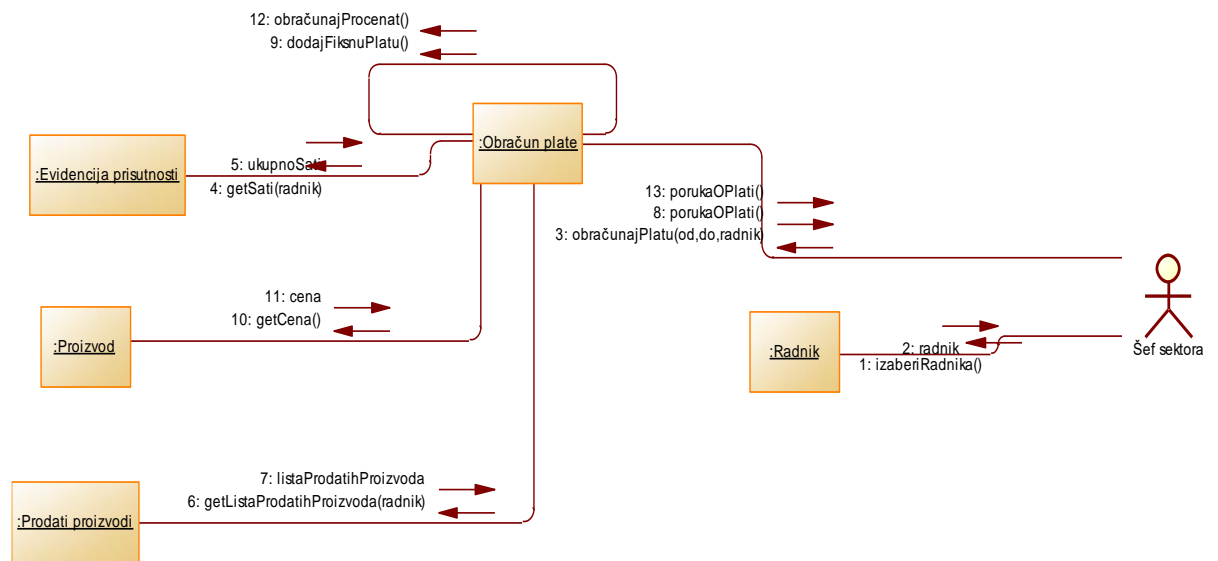 12: obračunajProcenat()
9: dodajFiksnuPlatu()
:Obračun plate
:Evidencija prisutnosti
5: ukupnoSati
4: getSati(radnik)
13: porukaOPlati()
8: porukaOPlati()
3: obračunajPlatu(od,do,radnik)
11: cena
10: getCena()
:Proizvod
:Radnik
2: radnik
1: izaberiRadnika()
Šef sektora
7: listaProdatihProizvoda
6: getListaProdatihProizvoda(radnik)
:Prodati proizvodi